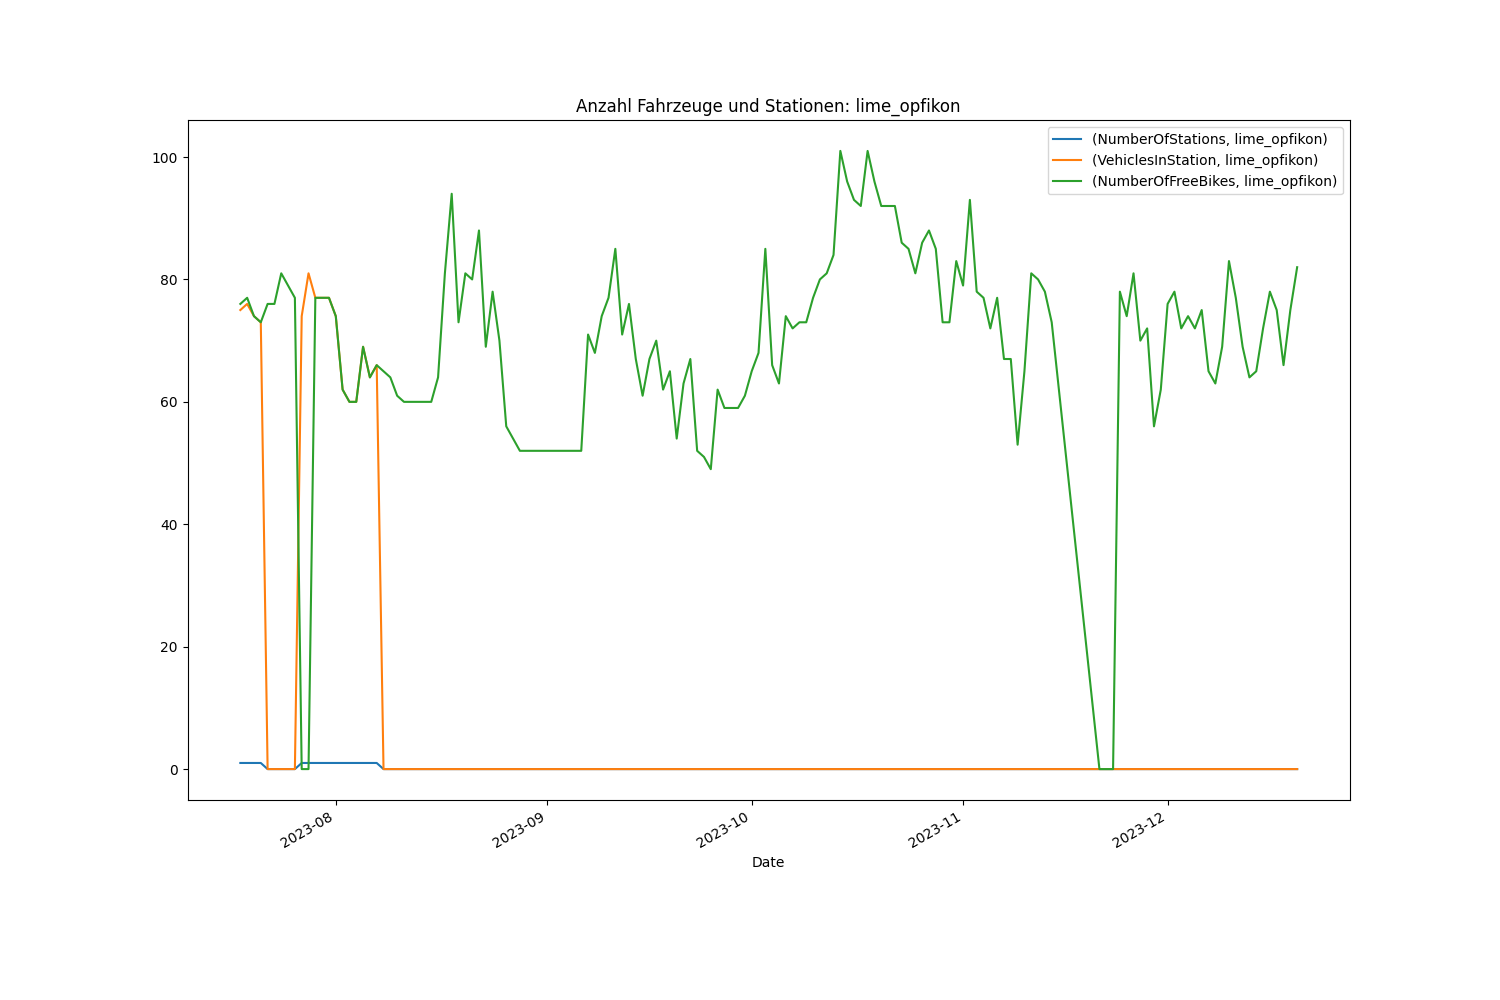 Anzahl Fahrzeuge und Stationen: lime_opfikon
(NumberOfStations, lime_opfikon)
(VehiclesInStation, lime_opfikon)
(NumberOfFreeBikes, lime_opfikon)
100
80
60
40
20
0
2023-08
2023-09
2023-10
2023-11
2023-12
Date